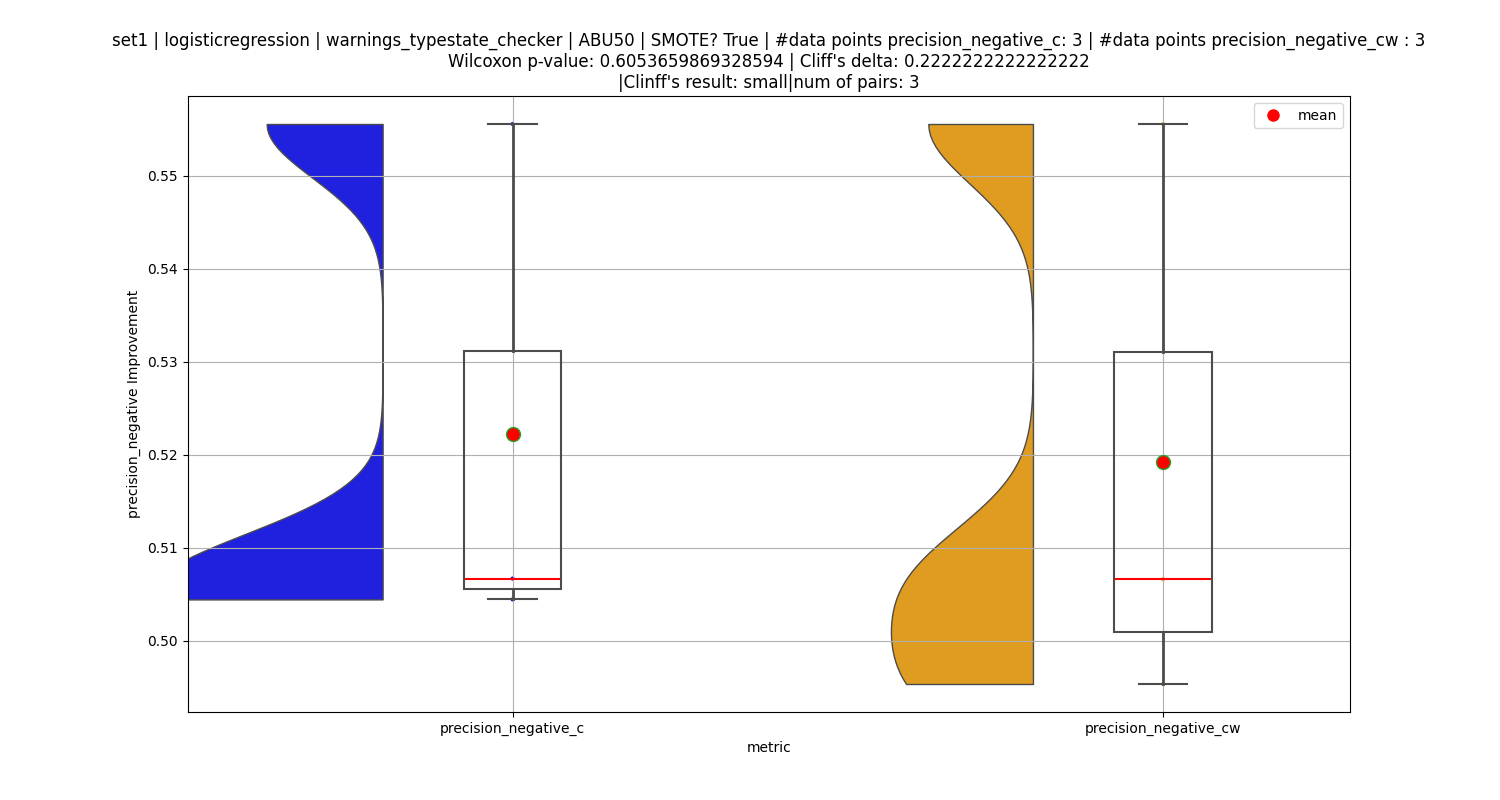 set1 | logisticregression | warnings_typestate_checker | ABU50 | SMOTE? True | #data points precision_negative_c: 3 | #data points precision_negative_cw : 3
Wilcoxon p-value: 0.6053659869328594 | Cliff's delta: 0.2222222222222222
|Clinff's result: small|num of pairs: 3
mean
0.55
0.54
0.53
0.52
0.51
0.50
precision_negative Improvement
precision_negative_c
precision_negative_cw
metric